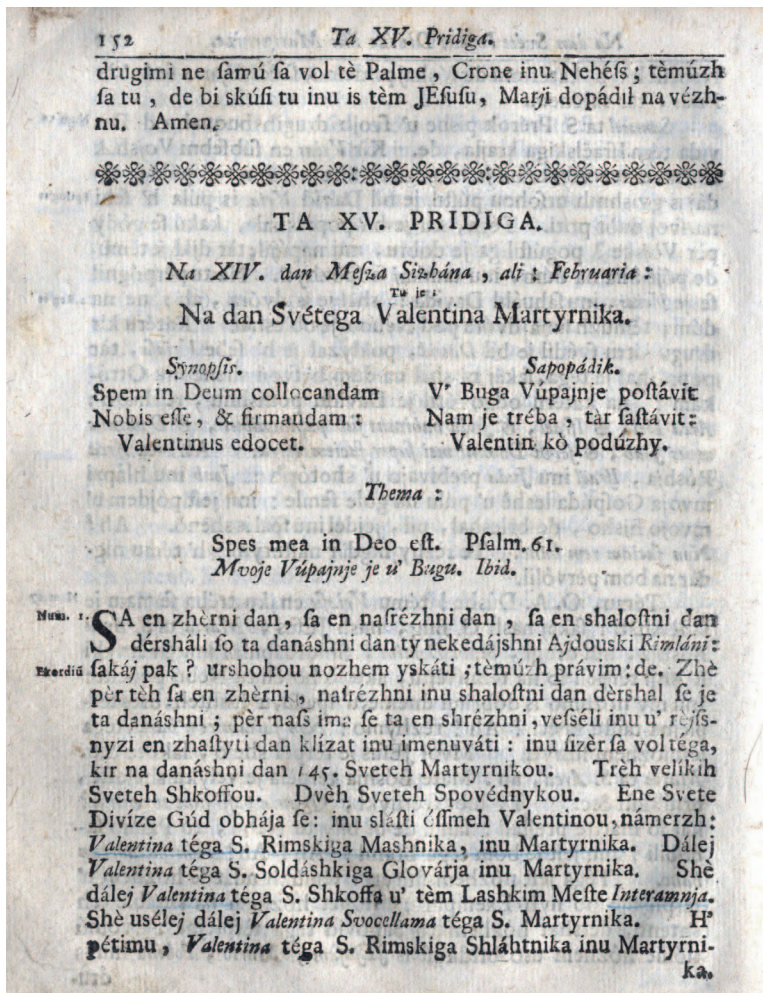 152 Ta XV. Pridiga.
drugimi ne ſamú ſa vol tè Palme, Crone inu Nehéſs; tèmúzh
ſa tu, de bi skúſi tu inu is tèm JEſuſu, Marji dopádil na vézh-
nu. Amen.
TA XV. PRIDIGA.
Na XIV. dan Meſza Sizhána, ali: Februaria:
Tu je:
Na dan Svétega Valentina Martyrnika.
Synopſis.
Spem in Deum collocandam
Nobis eſſe, & firmandam:
Valentinus edocet.
Sapopádik.
V' Buga Vúpajnje poſtávit
Nam je tréba, tàr ſaſtávit:
Valentin kò podúzhy.
Thema:
Spes mea in Deo eſt. Pſalm. 61.
Mvoje Vúpajnje je u' Bugu. Ibid.
Num. 1. SA en zhèrni dan, ſa en naſrézhni dan, ſa en shaloſtni dan
dérsháli ſo ta danáshni dan ty nekedájshni Ajdouski Rimláni:
Exordiũ ſakáj pak? urshohou nozhem yskáti; tèmúzh právim: de. Zhè
pèr tèh ſa en zhèrni, naſrézhni inu shaloſtni dan dèrshal ſe je
ta danáshni; pèr naſs ima ſe ta en shrézhni, veſséli inu u' rèjſs-
nyzi en zhaſtyti dan klízat inu imenuváti: inu ſizèr ſa vol téga,
kir na danáshni dan 145. Sveteh Martyrnikou. Trèh velikih
Sveteh Shkoffou. Dvèh Sveteh Spovédnykou. Ene Svete
Divíze Gúd obhája ſe: inu sláſti óſſmeh Valentinou, námerzh:
Valentina téga S. Rimskiga Mashnika, inu Martyrnika. Dálej
Valentina téga S. Soldáshkiga Glovárja inu Martyrnika. Shè
dálej Valentina téga S. Shkoffa u' tèm Lashkim Meſte Interamnja.
Shè usélej dálej Valentina Svocellama téga S. Martyrnika. H'
pétimu, Valentina téga S. Rimskiga Shláhtnika inu Martyrni-
ka.